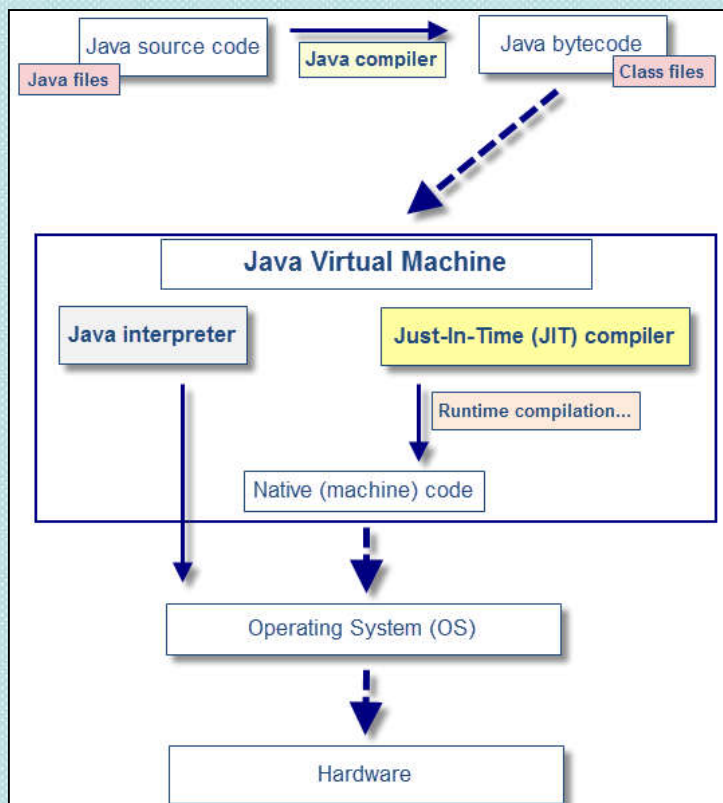 Java source code
Java files
Java compiler
Java bytecode
Class files
Java Virtual Machine
Java interpreter
Just-In-Time (JIT) compiler
Runtime compilation...
Native (machine) code
Operating System (OS)
Hardware